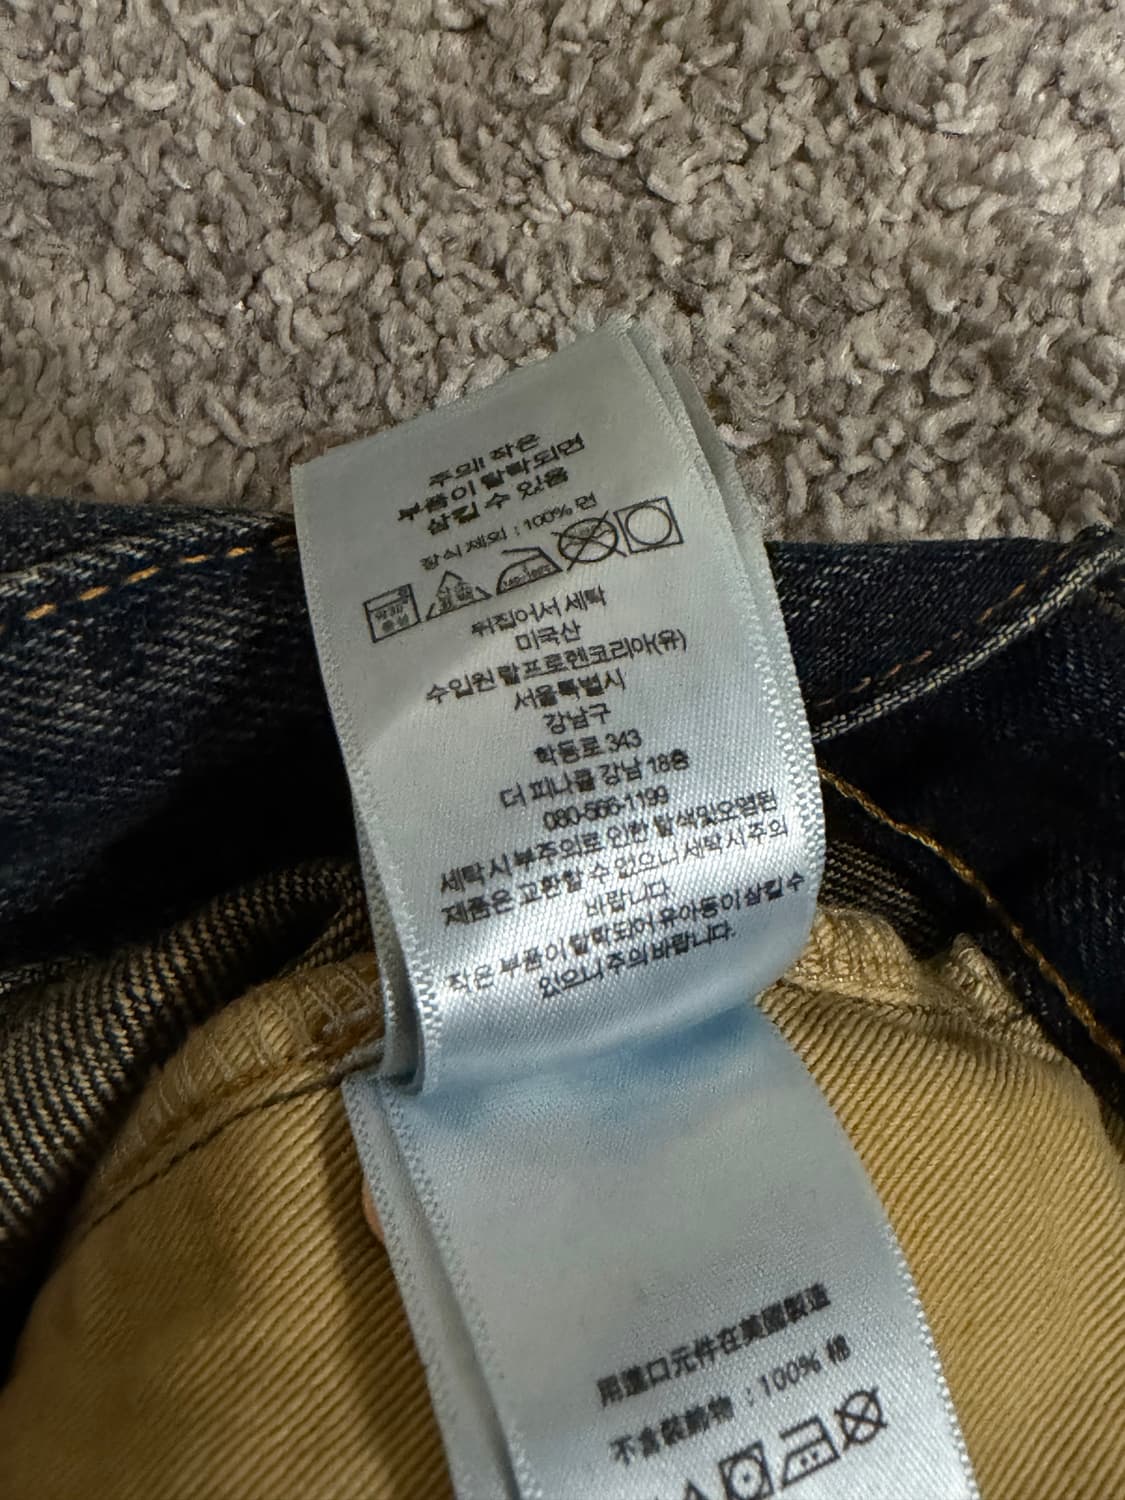 주의! 작은
부품이 탈락되면
삼킬 수 있음
장식 제외 : 100% 면
뒤집어서 세탁
미국산
수입원 랄프로렌코리아(유)
서울특별시
강남구
학동로 343
더 피나클 강남 18층
080-566-1199
세탁시 부주의로 인한 탈색및오염된
제품은 교환할 수 없으니 세탁시 주의
바랍니다.
작은 부품이 탈락되어 유아동이 삼킬 수
있으니 주의 바랍니다.
用進口元件在美國製造
不含裝飾物 : 100% 棉